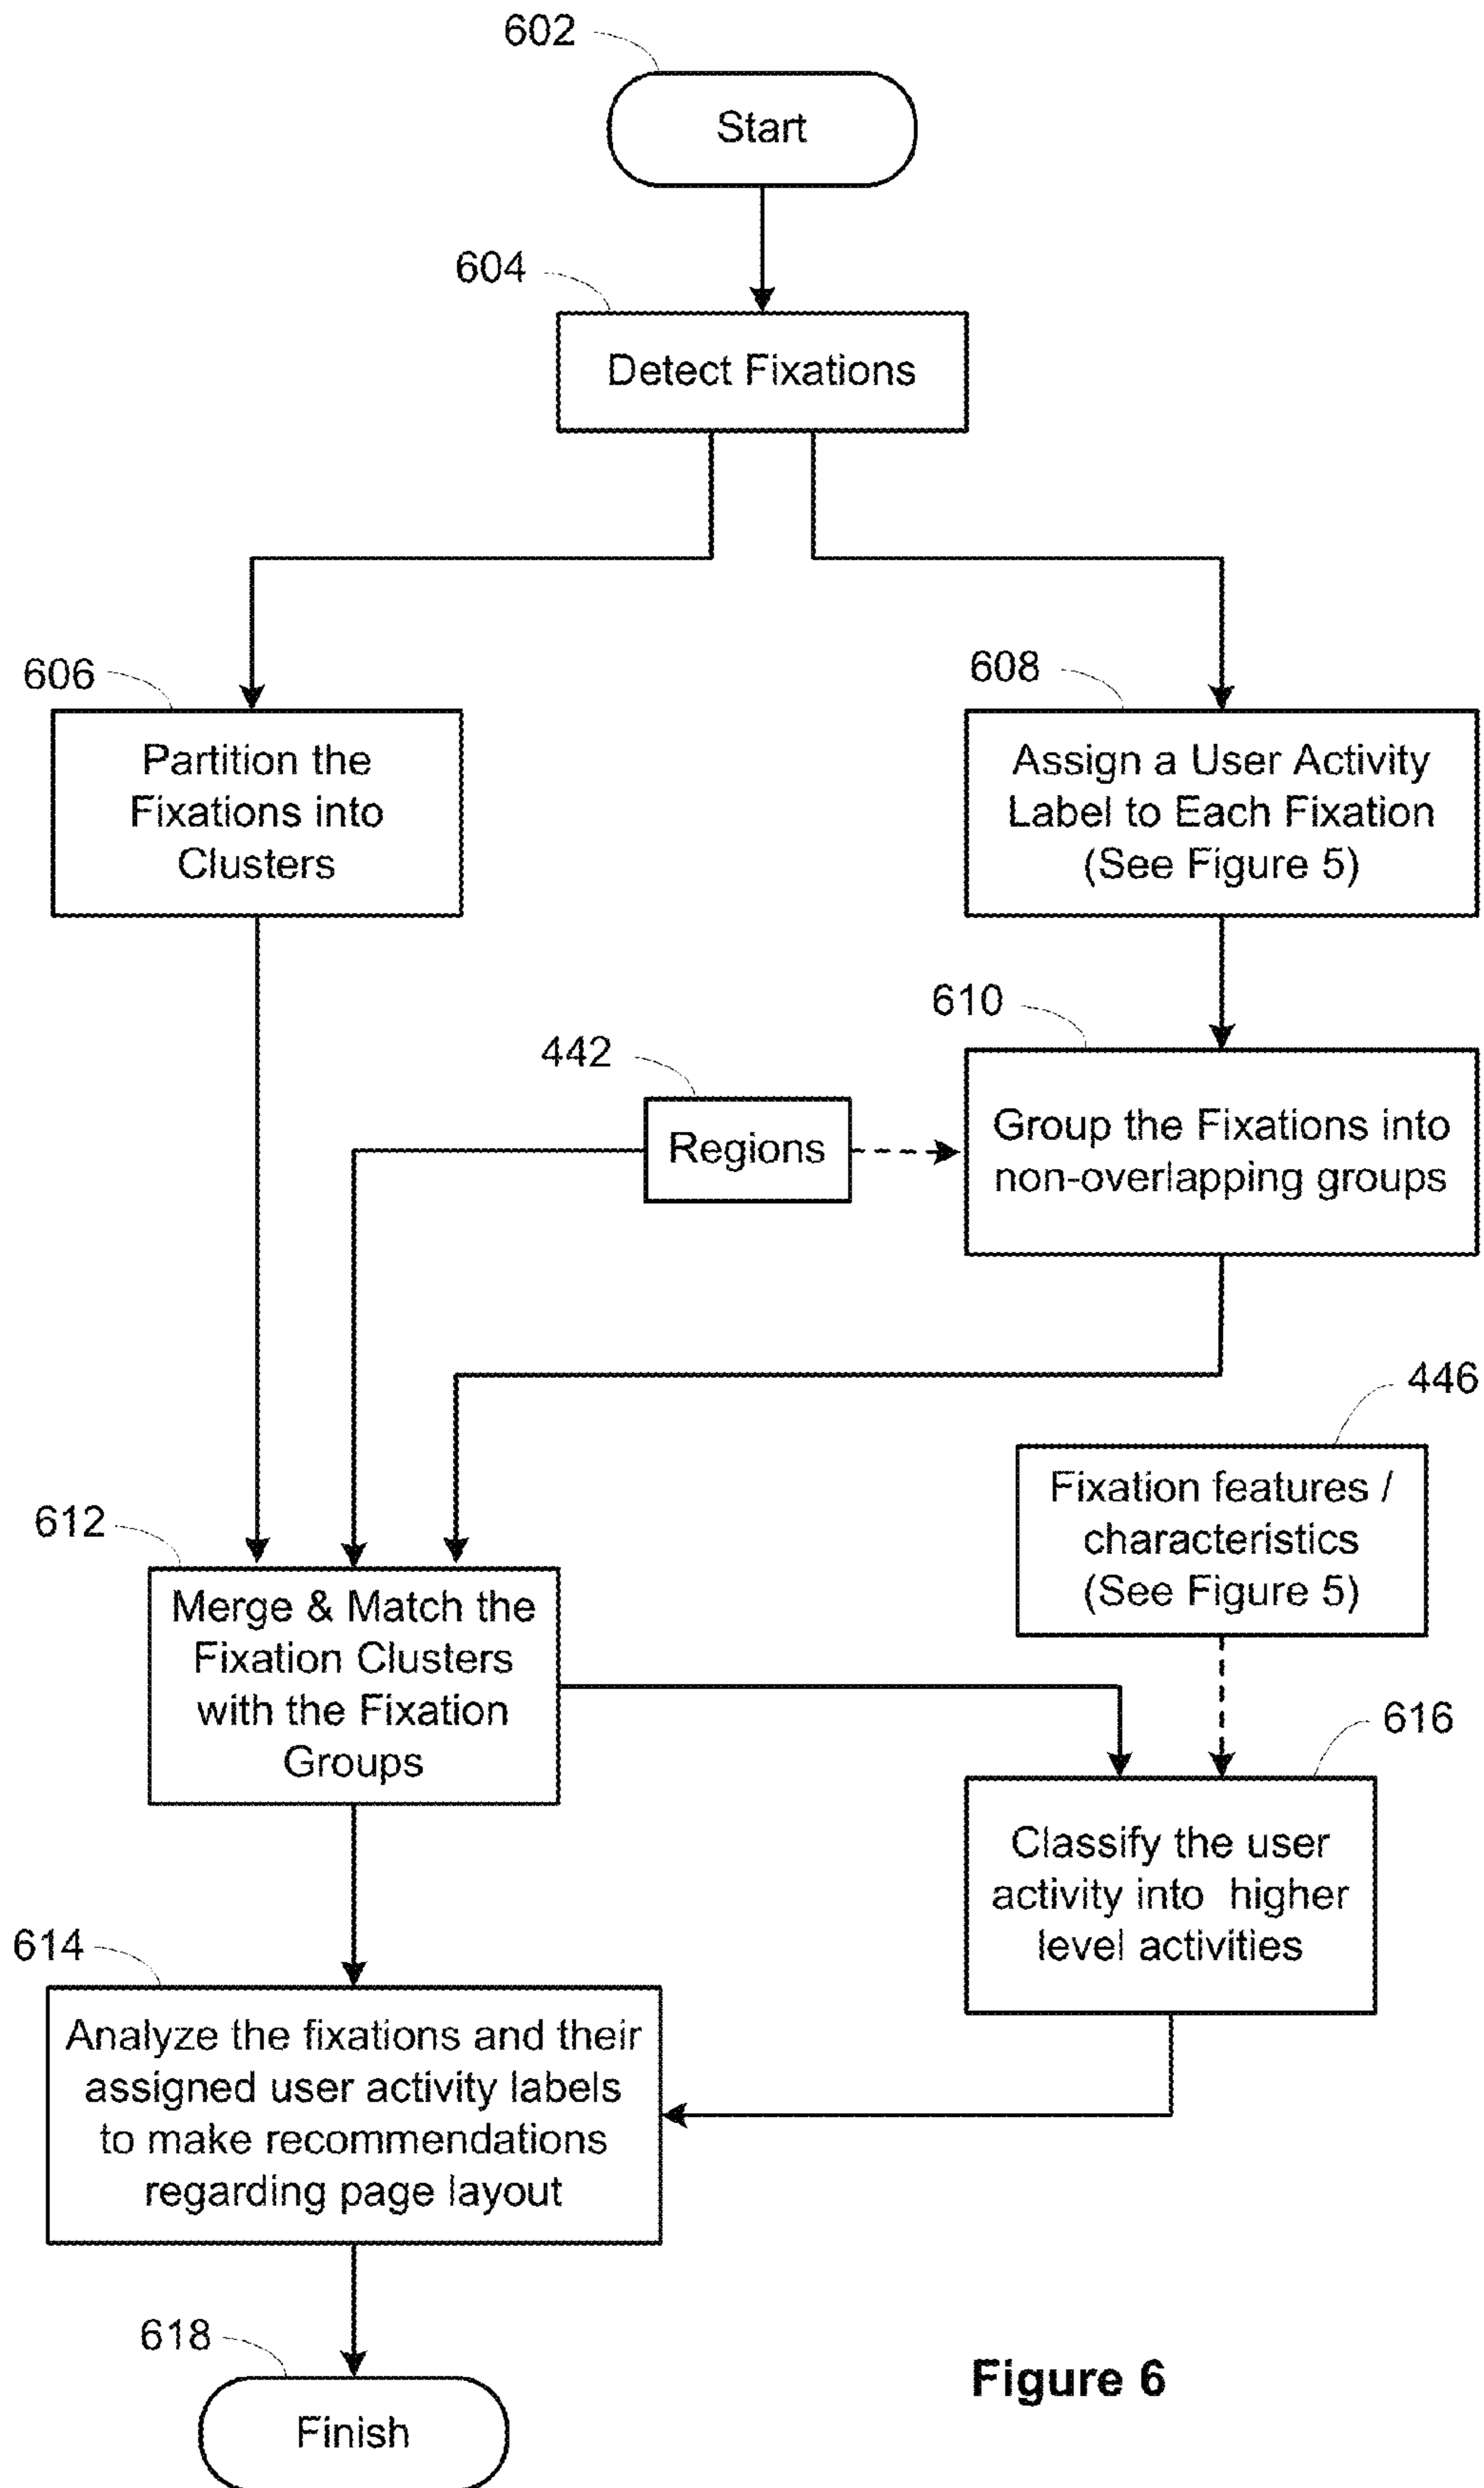 602
Start
604
Detect Fixations
606
Partition the
Fixations into
Clusters
608
Assign a User Activity
Label to Each Fixation
(See Figure 5)
610
Group the Fixations into
non-overlapping groups
442
Regions
446
Fixation features /
characteristics
(See Figure 5)
612
Merge & Match the
Fixation Clusters
with the Fixation
Groups
616
Classify the user
activity into higher
level activities
614
Analyze the fixations and their
assigned user activity labels
to make recommendations
regarding page layout
618
Finish
Figure 6